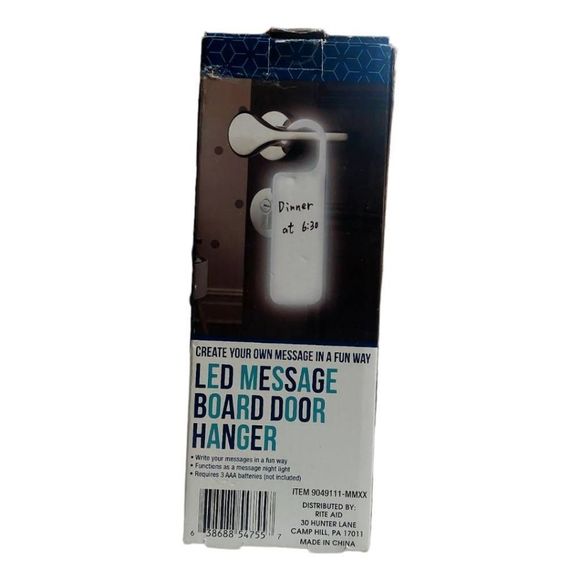 Dinner
at 6:30
CREATE YOUR OWN MESSAGE IN A FUN WAY
LED MESSAGE
BOARD DOOR
HANGER
• Write your messages in a fun way
• Functions as a message night light
• Requires 3 AAA batteries (not included)
ITEM 9049111-MMXX
DISTRIBUTED BY:
RITE AID
30 HUNTER LANE
CAMP HILL, PA 17011
MADE IN CHINA
6 38688 54755 7